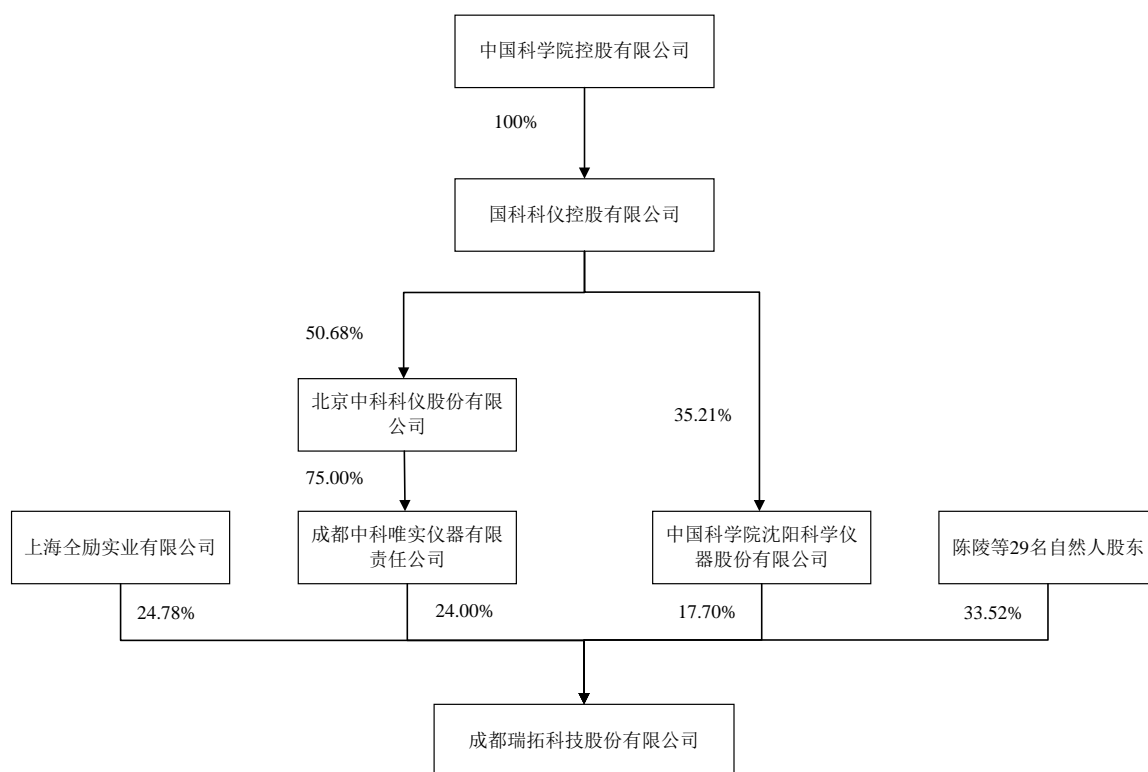 中国科学院控股有限公司
100%
国科科仪控股有限公司
50.68%
北京中科科仪股份有限
公司
35.21%
75.00%
上海仝励实业有限公司
成都中科唯实仪器有限
责任公司
中国科学院沈阳科学仪
器股份有限公司
陈陵等29名自然人股东
24.78%
24.00%
17.70%
33.52%
成都瑞拓科技股份有限公司